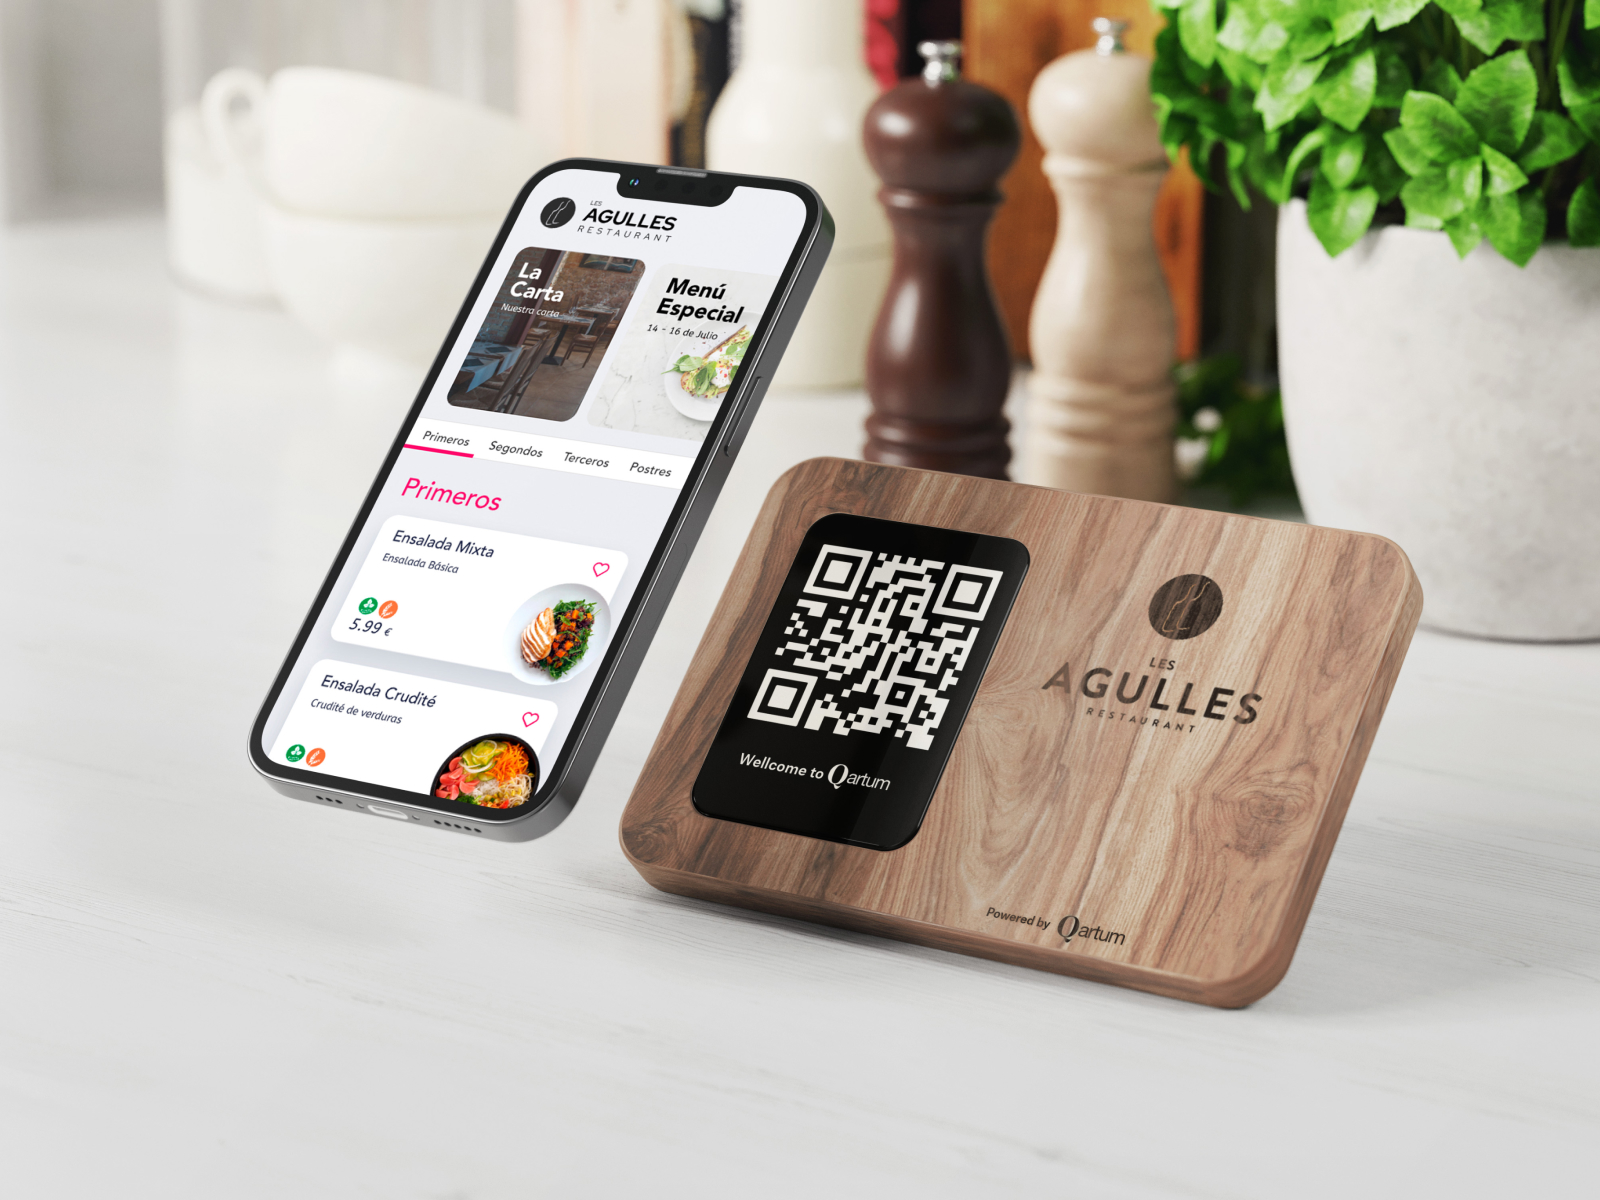 LES
AGULLES
RESTAURANT
La
Carta
Nuestra carta
Menú
Especial
14 - 16 de Julio
Primeros
Segondos
Terceros
Postres
Primeros
Ensalada Mixta
Ensalada Básica
5.99 €
Ensalada Crudité
Crudité de verduras
Wellcome to Qartum
LES
AGULLES
RESTAURANT
Powered by Qartum